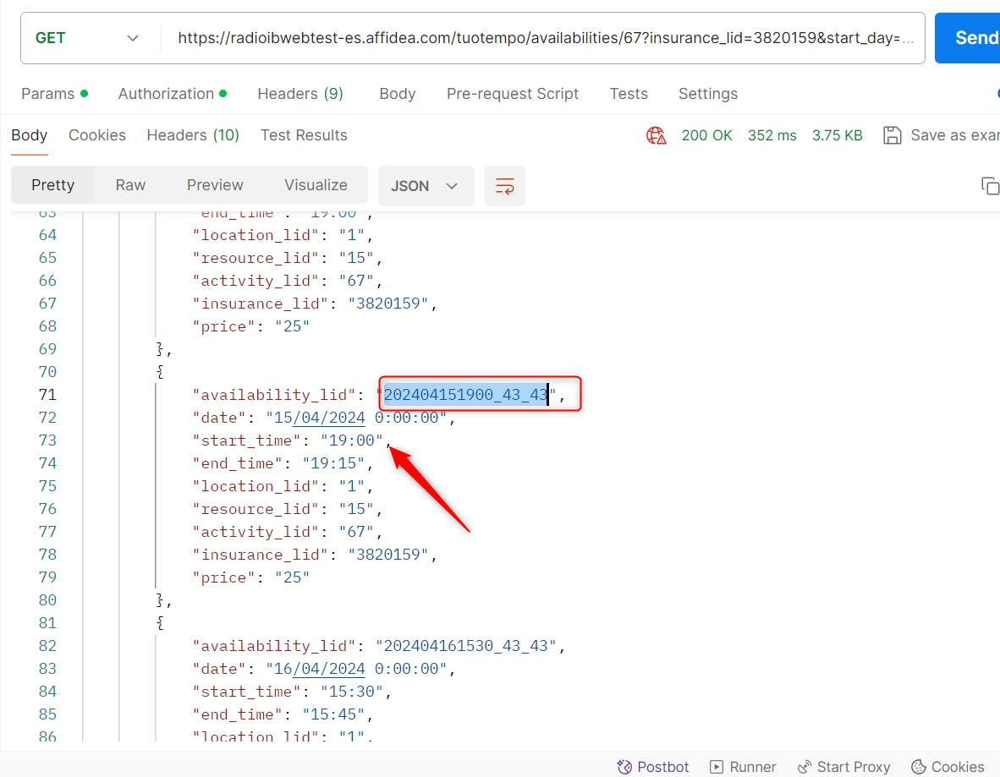 GET https://radioibwebtest-es.affidea.com/tuotempo/availabilities/67?insurance_lid=3820159&start_day=... Send
Params Authorization Headers (9) Body Pre-request Script Tests Settings
Body Cookies Headers (10) Test Results 200 OK 352 ms 3.75 KB Save as exar
Pretty Raw Preview Visualize JSON
63 "end_time": "19:00",
64 "location_lid": "1",
65 "resource_lid": "15",
66 "activity_lid": "67",
67 "insurance_lid": "3820159",
68 "price": "25"
69 },
70 {
71 "availability_lid": "202404151900_43_43",
72 "date": "15/04/2024 0:00:00",
73 "start_time": "19:00",
74 "end_time": "19:15",
75 "location_lid": "1",
76 "resource_lid": "15",
77 "activity_lid": "67",
78 "insurance_lid": "3820159",
79 "price": "25"
80 },
81 {
82 "availability_lid": "202404161530_43_43",
83 "date": "16/04/2024 0:00:00",
84 "start_time": "15:30",
85 "end_time": "15:45",
86 "location_lid": "1",
Postbot Runner Start Proxy Cookies